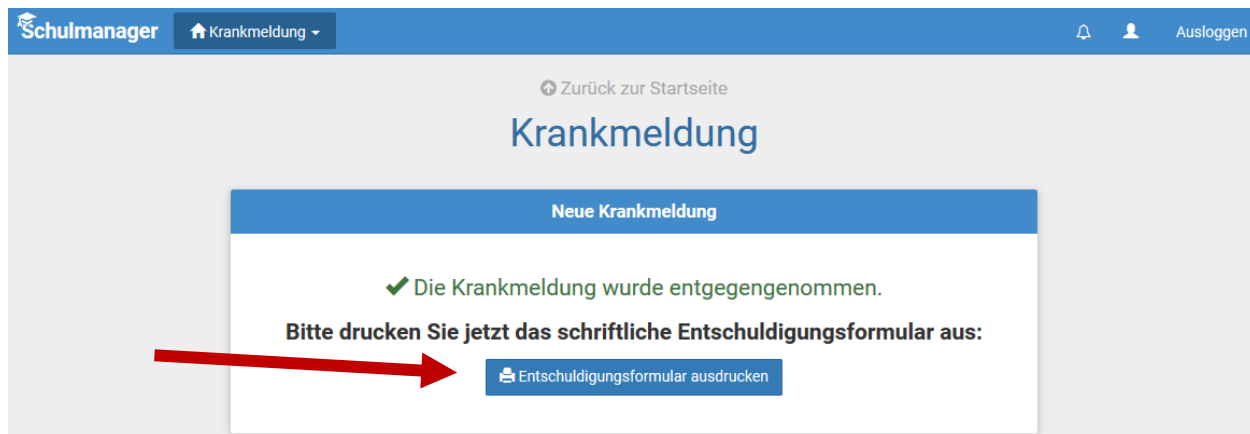 Schulmanager Krankmeldung Ausloggen
Zurück zur Startseite
Krankmeldung
Neue Krankmeldung
Die Krankmeldung wurde entgegengenommen.
Bitte drucken Sie jetzt das schriftliche Entschuldigungsformular aus:
Entschuldigungsformular ausdrucken